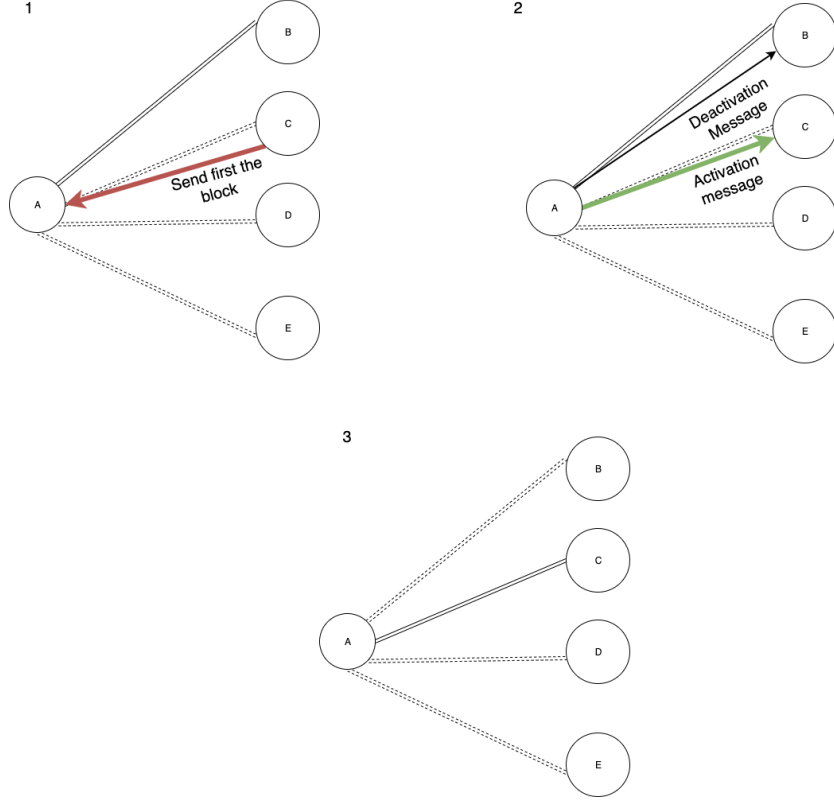 1
B
C
Send first the
block
A
D
E
2
B
Deactivation
Message
C
Activation
message
A
D
E
3
B
C
A
D
E